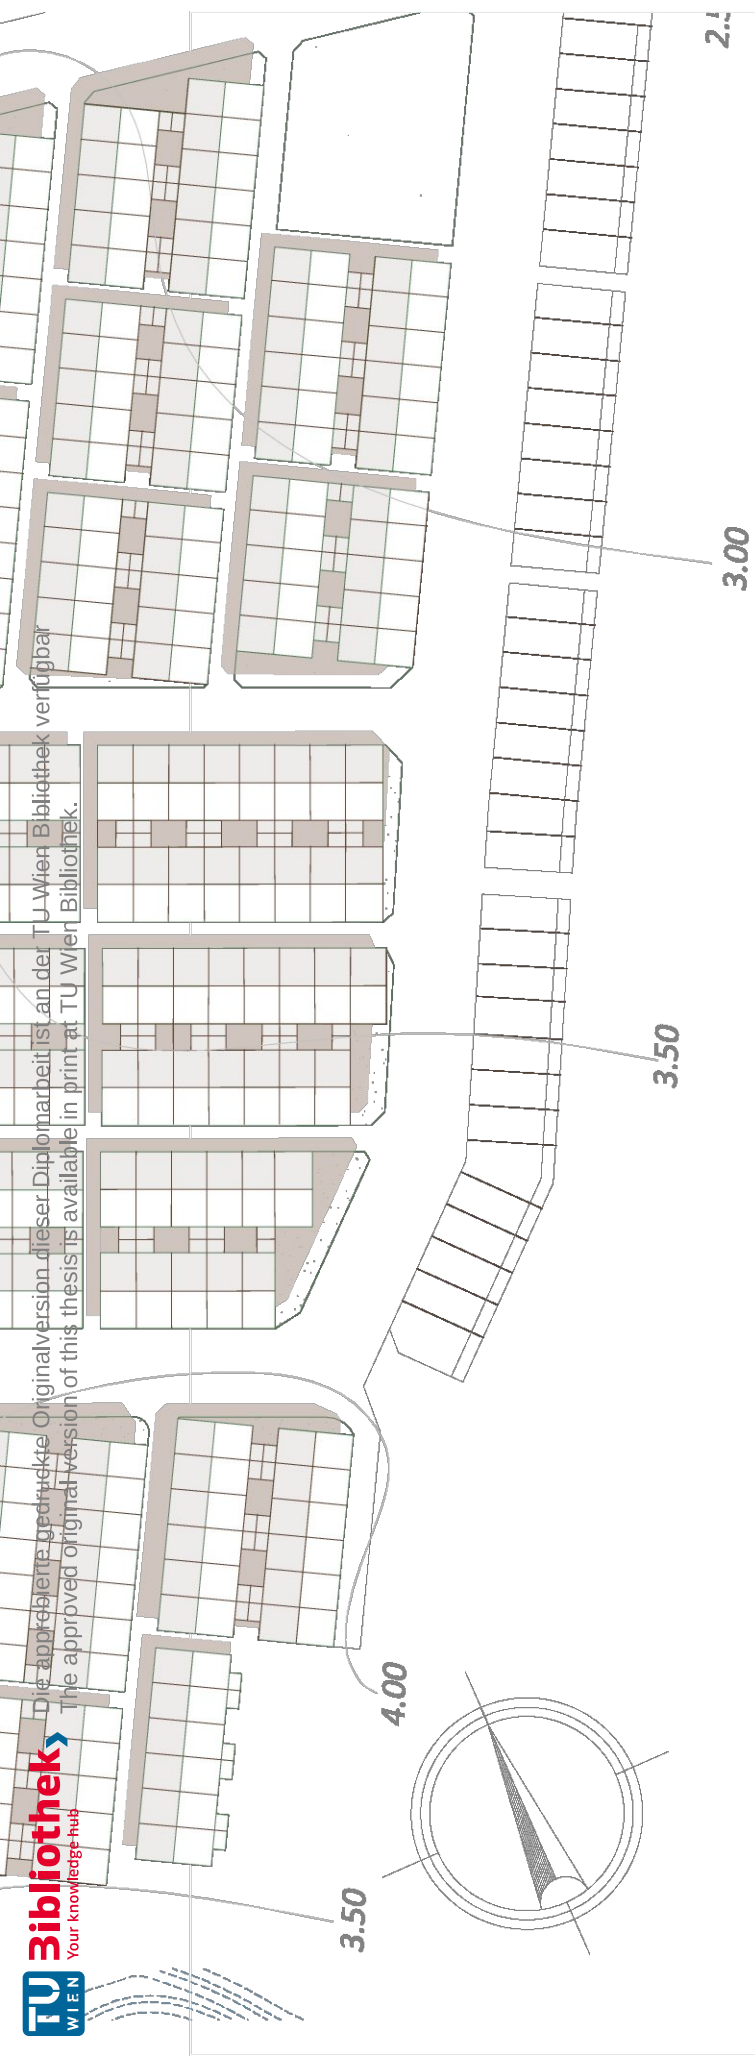 3.00
3.50
4.00
3.50
Die approbierte gedruckte Originalversion dieser Diplomarbeit ist an der TU Wien Bibliothek verfügbar
The approved original version of this thesis is available in print at TU Wien Bibliothek.
TU WIEN
Bibliothek
Your knowledge hub